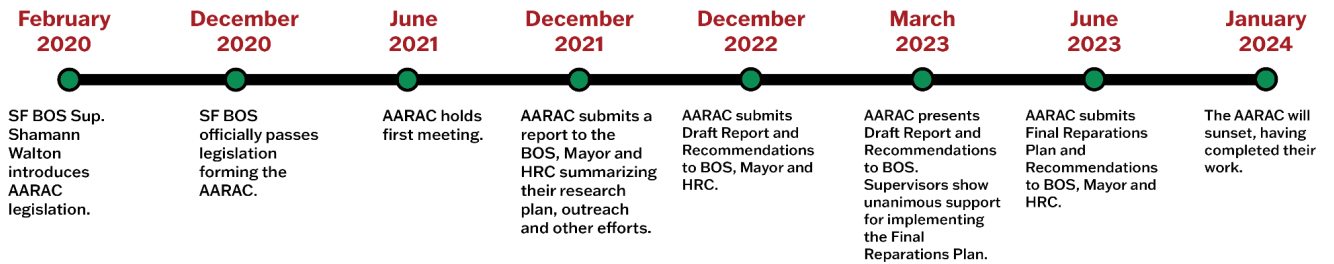 February
2020
SF BOS Sup.
Shamann
Walton
introduces
AARAC
legislation.
December
2020
SF BOS
officially passes
legislation
forming the
AARAC.
June
2021
AARAC holds
first meeting.
December
2021
AARAC submits a
report to the
BOS, Mayor and
HRC summarizing
their research
plan, outreach
and other efforts.
December
2022
AARAC submits
Draft Report and
Recommendations
to BOS, Mayor and
HRC.
March
2023
AARAC presents
Draft Report and
Recommendations
to BOS.
Supervisors show
unanimous support
for implementing
the Final
Reparations Plan.
June
2023
AARAC submits
Final Reparations
Plan and
Recommendations
to BOS, Mayor and
HRC.
January
2024
The AARAC will
sunset, having
completed their
work.